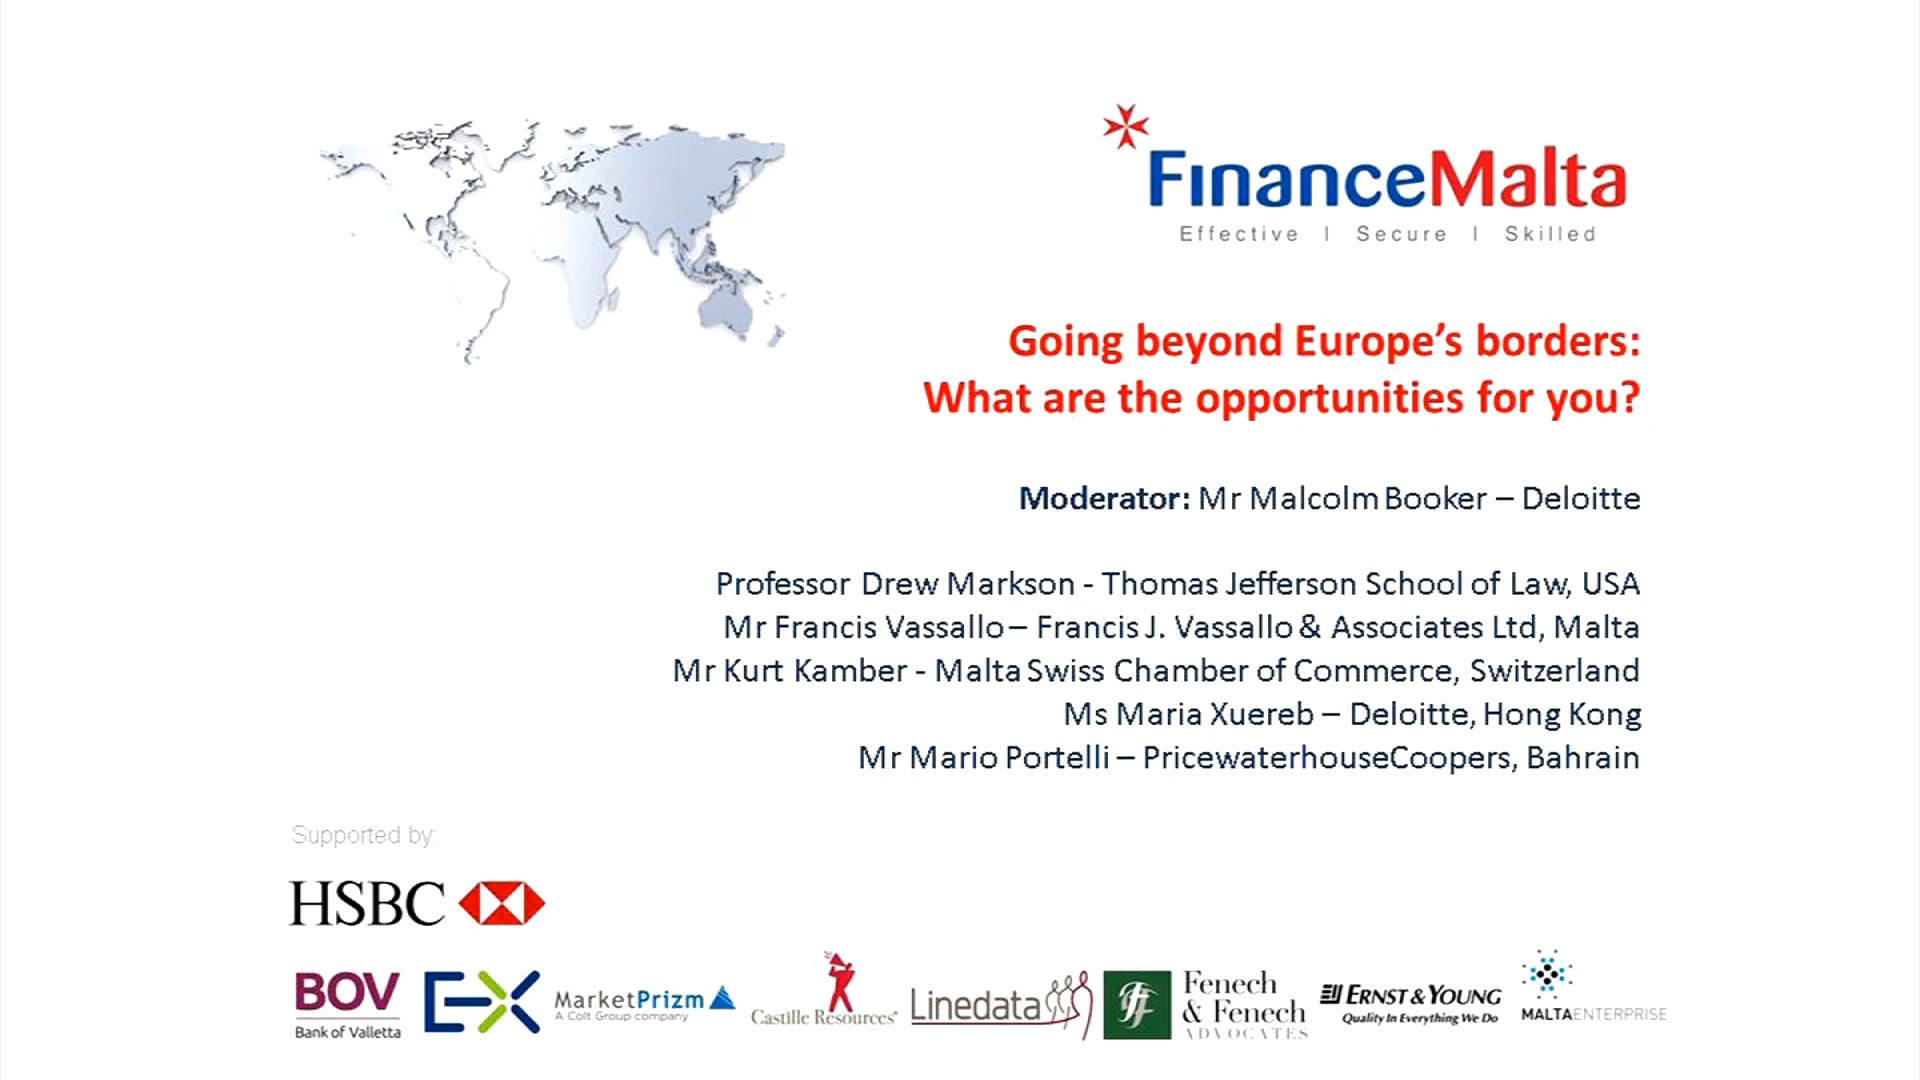 FinanceMalta
Effective | Secure | Skilled
Going beyond Europe’s borders:
What are the opportunities for you?
Moderator: Mr Malcolm Booker – Deloitte
Professor Drew Markson - Thomas Jefferson School of Law, USA
Mr Francis Vassallo – Francis J. Vassallo & Associates Ltd, Malta
Mr Kurt Kamber - Malta Swiss Chamber of Commerce, Switzerland
Ms Maria Xuereb – Deloitte, Hong Kong
Mr Mario Portelli – PricewaterhouseCoopers, Bahrain
Supported by:
HSBC
BOV
Bank of Valletta
EX
MarketPrizm
A Colt Group company
Castille Resources
Linedata
Fenech
& Fenech
ADVOCATES
ERNST & YOUNG
Quality In Everything We Do
MALTAENTERPRISE